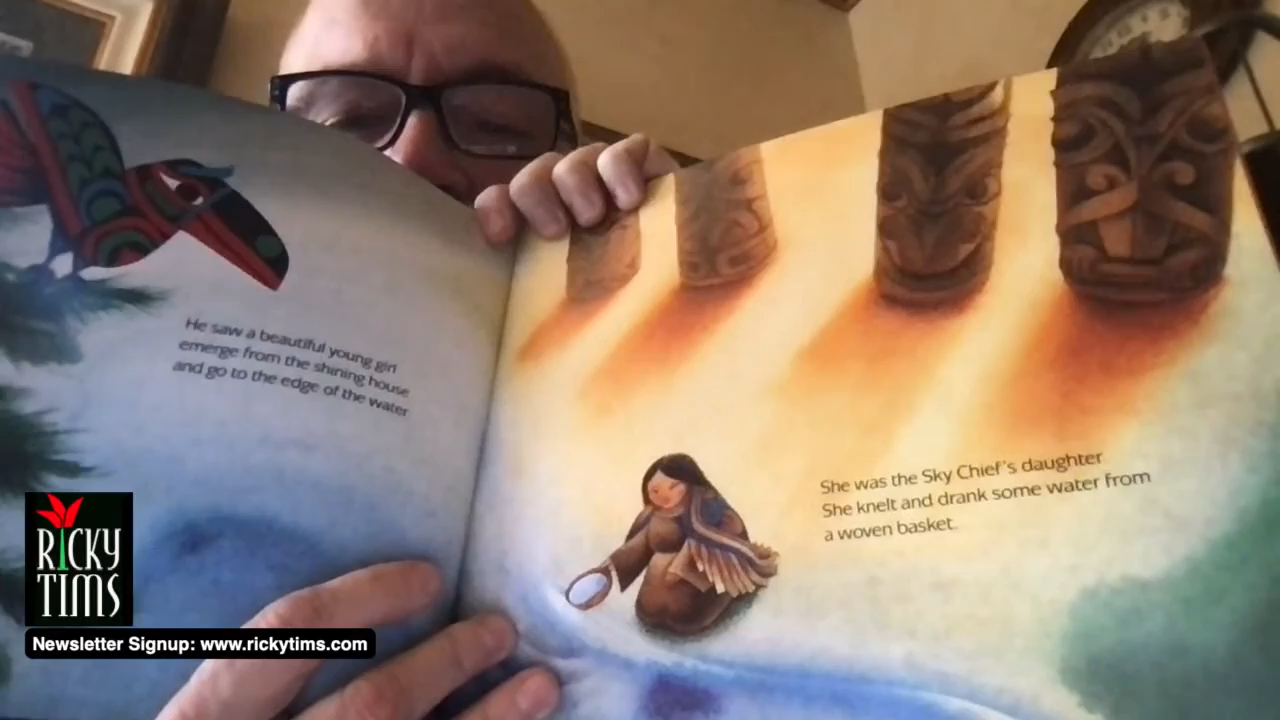 He saw a beautiful young girl
emerge from the shining house
and go to the edge of the water
She was the Sky Chief's daughter
She knelt and drank some water from
a woven basket.
RICKY
TIMS
Newsletter Signup: www.rickytims.com